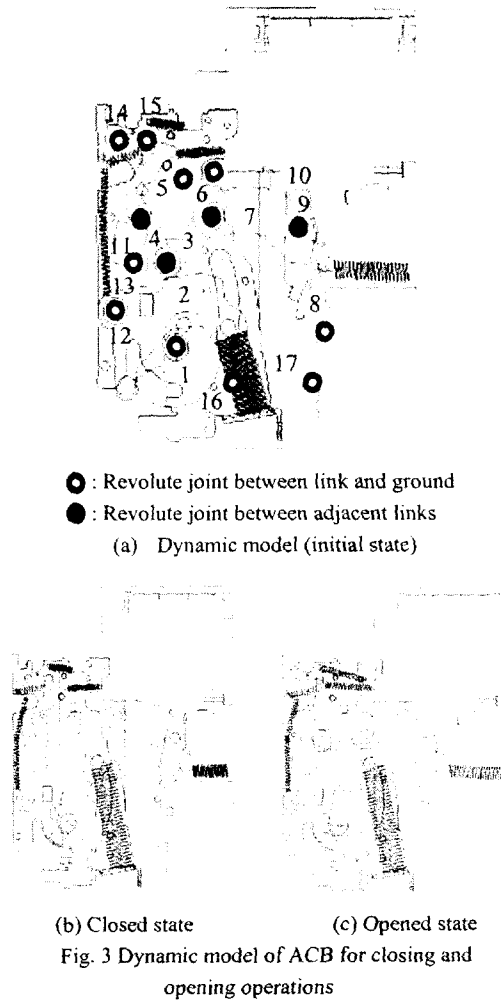 14 15
10
5 6 9
7
4 3
11
13 2
8
12
1 17
16
: Revolute joint between link and ground
: Revolute joint between adjacent links
(a) Dynamic model (initial state)
(b) Closed state (c) Opened state
Fig. 3 Dynamic model of ACB for closing and
opening operations